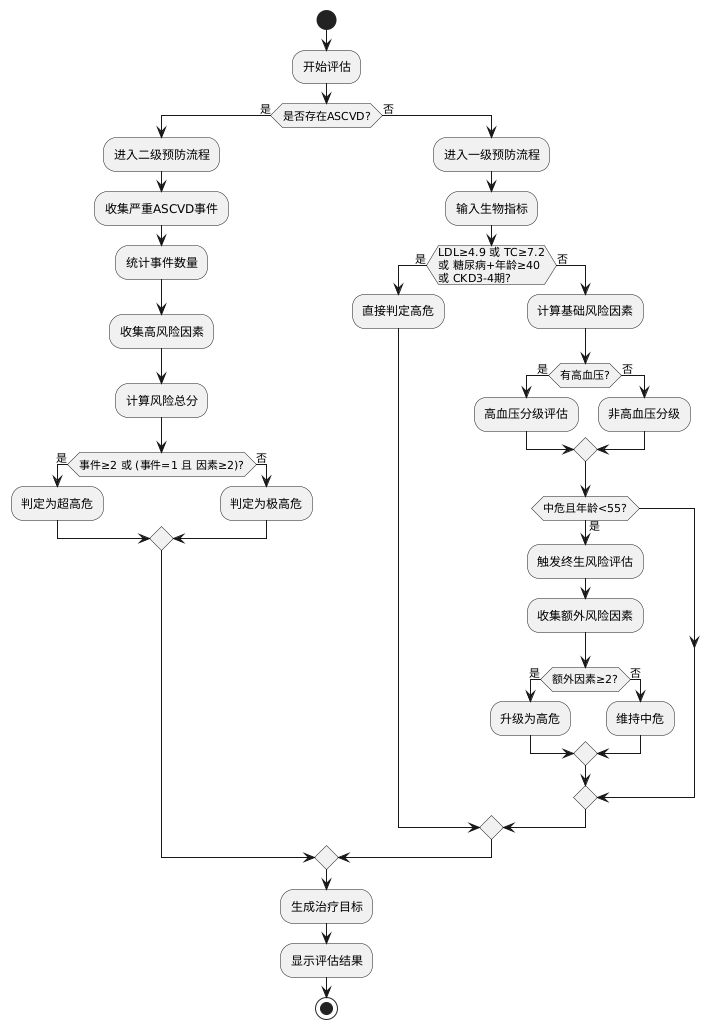 开始评估
是
是否存在ASCVD?
否
进入二级预防流程
收集严重ASCVD事件
统计事件数量
收集高风险因素
计算风险总分
是
事件≥2 或 (事件=1 且 因素≥2)?
否
判定为超高危
判定为极高危
进入一级预防流程
输入生物指标
是
LDL≥4.9 或 TC≥7.2
或 糖尿病+年龄≥40
或 CKD3-4期?
否
直接判定高危
计算基础风险因素
是
有高血压?
否
高血压分级评估
非高血压分级
中危且年龄<55?
是
触发终生风险评估
收集额外风险因素
是
额外因素≥2?
否
升级为高危
维持中危
生成治疗目标
显示评估结果